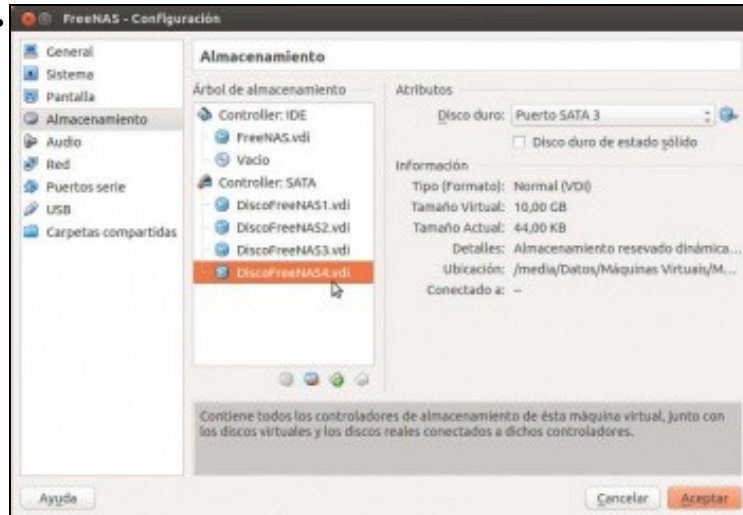 FreeNAS - Configuración
General
Sistema
Pantalla
Almacenamiento
Audio
Red
Puertos serie
USB
Carpetas compartidas
Almacenamiento
Árbol de almacenamiento
Controller: IDE
FreeNAS.vdi
Vacío
Controller: SATA
DiscoFreeNAS1.vdi
DiscoFreeNAS2.vdi
DiscoFreeNAS3.vdi
DiscoFreeNAS4.vdi
Atributos
Disco duro: Puerto SATA 3
Disco duro de estado sólido
Información
Tipo (Formato): Normal (VDI)
Tamaño Virtual: 10,00 GB
Tamaño Actual: 44,00 KB
Detalles: Almacenamiento resevado dinámica...
Ubicación: /media/Datos/Máquinas Virtuais/M...
Conectado a: --
Contiene todos los controladores de almacenamiento de ésta máquina virtual, junto con
los discos virtuales y los discos reales conectados a dichos controladores.
Ayuda
Cancelar
Aceptar